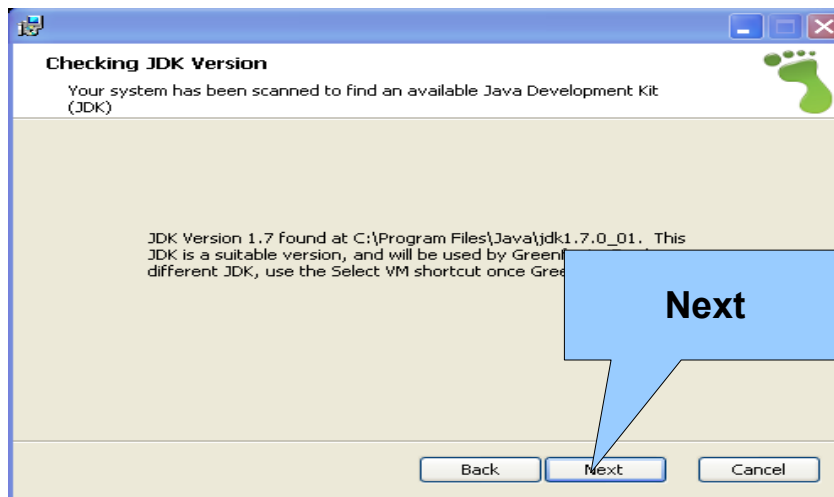 Checking JDK Version
Your system has been scanned to find an available Java Development Kit
(JDK)
JDK Version 1.7 found at C:\Program Files\Java\jdk1.7.0_01. This
JDK is a suitable version, and will be used by
different JDK, use the Select VM shortcut once
Next
Back
Next
Cancel